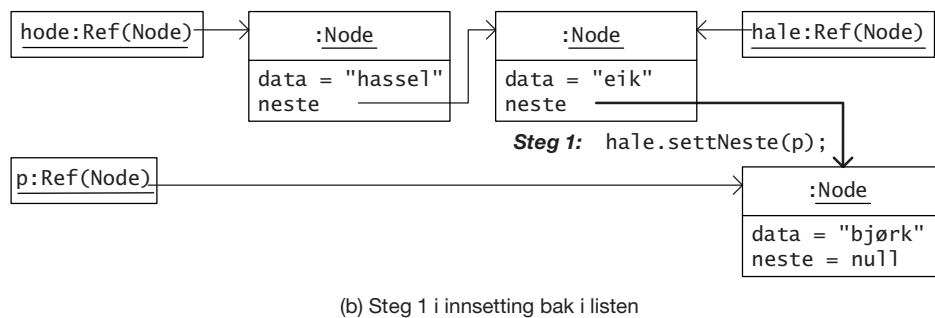 hode:Ref(Node)
:Node
data = "hassel"
neste
:Node
data = "eik"
neste
hale:Ref(Node)
Steg 1: hale.settNeste(p);
p:Ref(Node)
:Node
data = "bjørk"
neste = null
(b) Steg 1 i innsetting bak i listen